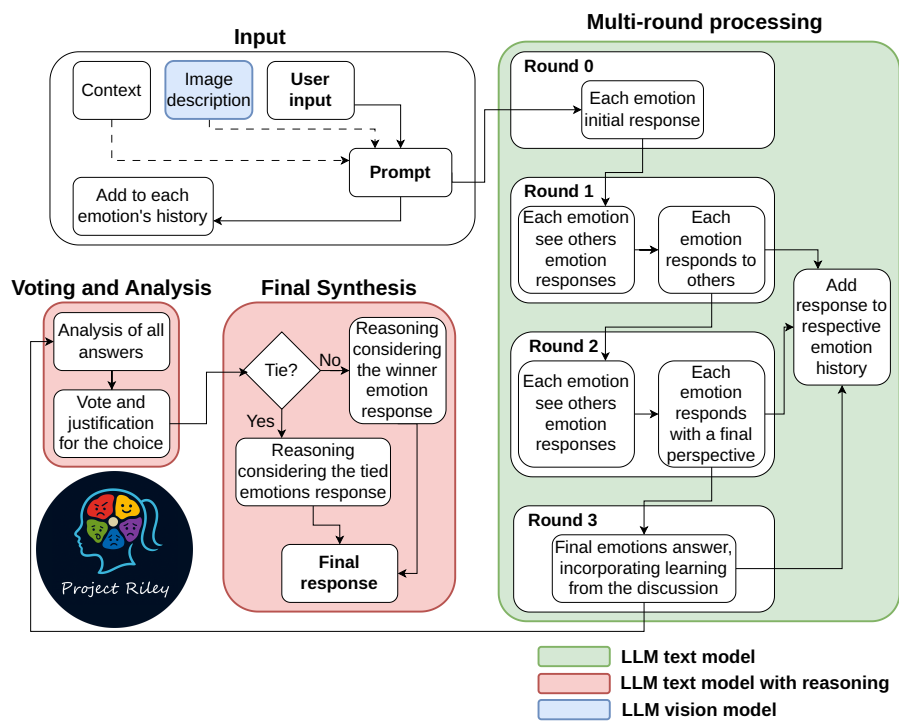 Input
Context
Image
description
User
input
Prompt
Add to each
emotion's history
Multi-round processing
Round 0
Each emotion
initial response
Round 1
Each emotion
see others
emotion
responses
Each
emotion
responds to
others
Add
response to
respective
emotion
history
Round 2
Each emotion
see others
emotion
responses
Each
emotion
responds
with a final
perspective
Round 3
Final emotions answer,
incorporating learning
from the discussion
Voting and Analysis
Analysis of all
answers
Vote and
justification
for the choice
Final Synthesis
Tie?
No
Yes
Reasoning
considering
the winner
emotion
response
Reasoning
considering the tied
emotions response
Final
response
Project Riley
LLM text model
LLM text model with reasoning
LLM vision model